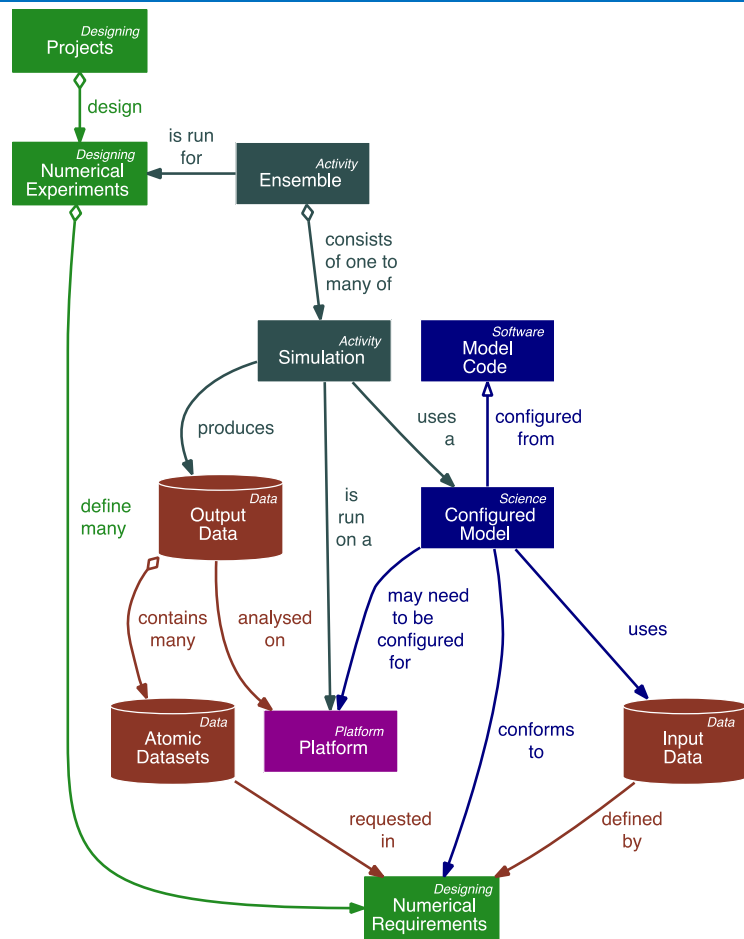 Designing
Projects
design
Designing
Numerical
Experiments
is run
for
Activity
Ensemble
consists
of one to
many of
Activity
Simulation
Software
Model
Code
produces
uses
a
configured
from
define
many
Data
Output
Data
is
run
on a
Science
Configured
Model
contains
many
analysed
on
may need
to be
configured
for
uses
Data
Atomic
Datasets
Platform
Platform
conforms
to
Data
Input
Data
requested
in
defined
by
Designing
Numerical
Requirements